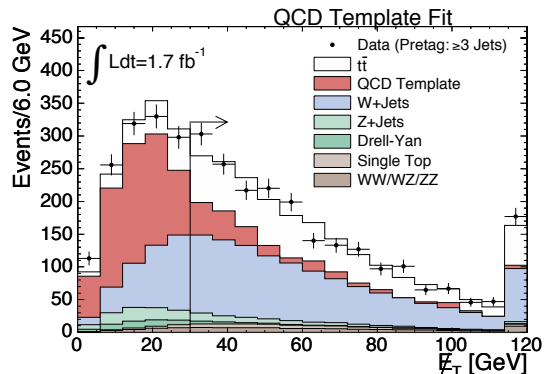 QCD Template Fit
Events/6.0 GeV
450
400
350
300
250
200
150
100
50
0
∫ Ldt=1.7 fb⁻¹
Data (Pretag: ≥3 Jets)
tt̄
QCD Template
W+Jets
Z+Jets
Drell-Yan
Single Top
WW/WZ/ZZ
0 20 40 60 80 100 120
E̸_T [GeV]